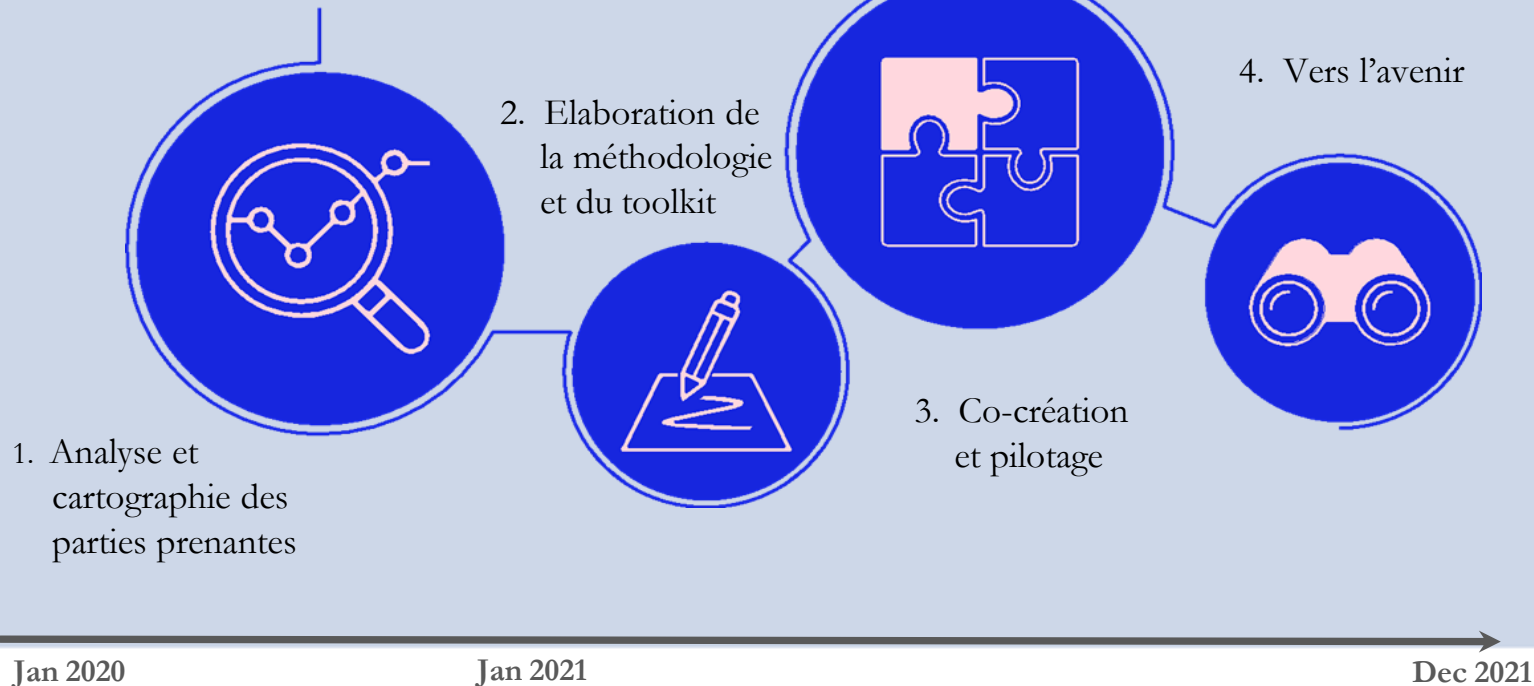 1. Analyse et
cartographie des
parties prenantes
2. Elaboration de
la méthodologie
et du toolkit
3. Co-création
et pilotage
4. Vers l'avenir
Jan 2020
Jan 2021
Dec 2021